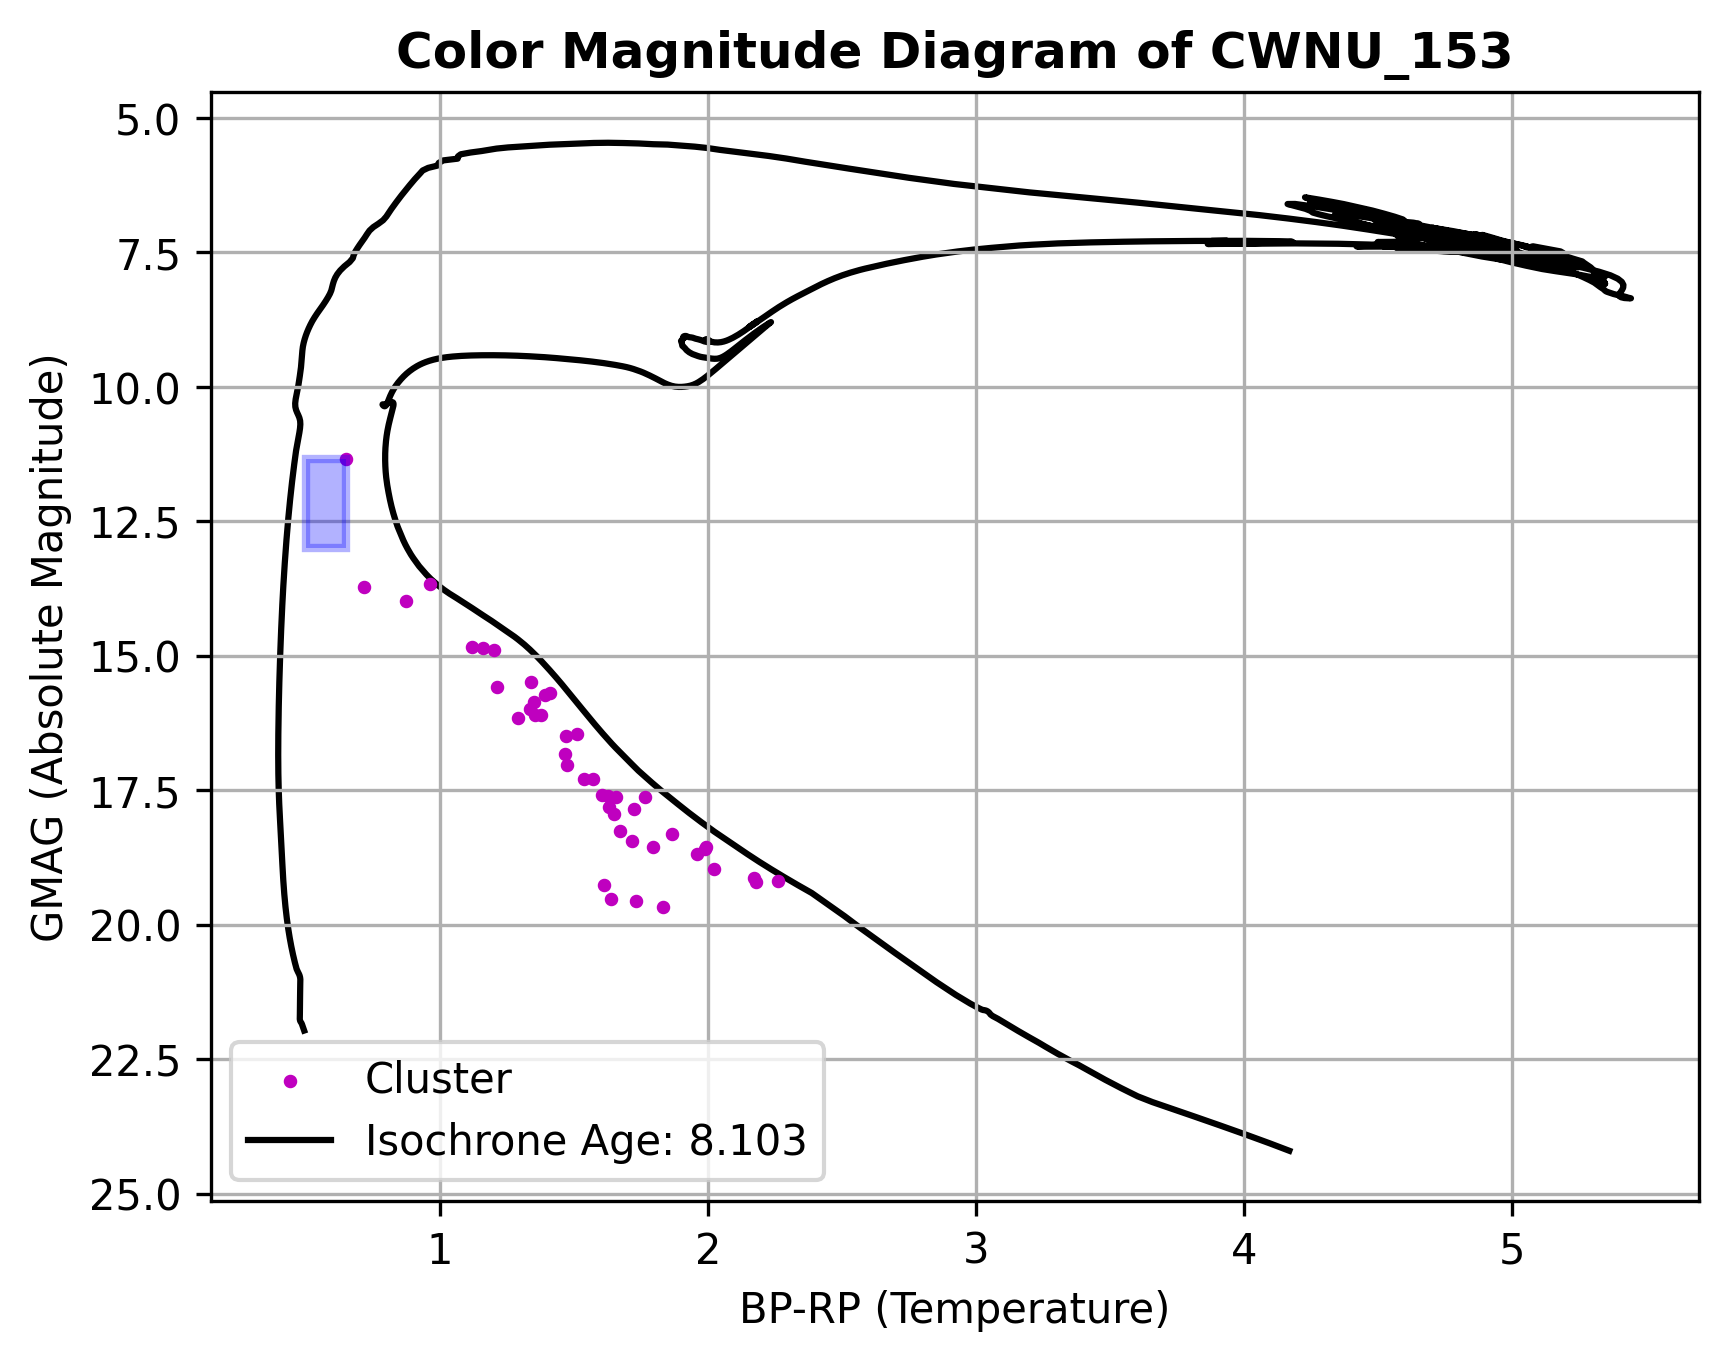 Color Magnitude Diagram of CWNU_153
GMAG (Absolute Magnitude)
5.0
7.5
10.0
12.5
15.0
17.5
20.0
22.5
25.0
Cluster
Isochrone Age: 8.103
1 2 3 4 5
BP-RP (Temperature)